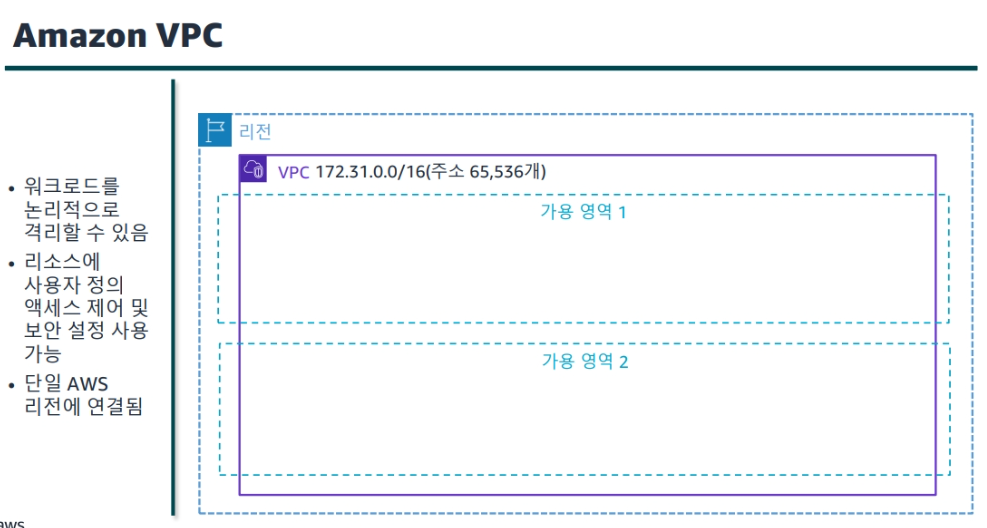 Amazon VPC
• 워크로드를
논리적으로
격리할 수 있음
• 리소스에
사용자 정의
액세스 제어 및
보안 설정 사용
가능
• 단일 AWS
리전에 연결됨
리전
VPC 172.31.0.0/16(주소 65,536개)
가용 영역 1
가용 영역 2
aws